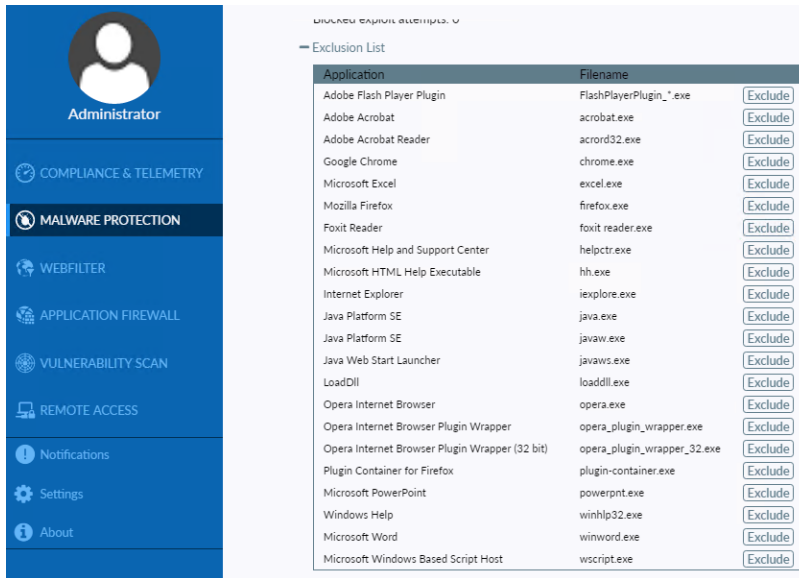 Administrator
COMPLIANCE & TELEMETRY
MALWARE PROTECTION
WEBFILTER
APPLICATION FIREWALL
VULNERABILITY SCAN
REMOTE ACCESS
Notifications
Settings
About
Blocked exploit attempts: 0
Exclusion List
Application Filename
Adobe Flash Player Plugin FlashPlayerPlugin_*.exe Exclude
Adobe Acrobat acrobat.exe Exclude
Adobe Acrobat Reader acrord32.exe Exclude
Google Chrome chrome.exe Exclude
Microsoft Excel excel.exe Exclude
Mozilla Firefox firefox.exe Exclude
Foxit Reader foxit reader.exe Exclude
Microsoft Help and Support Center helpctr.exe Exclude
Microsoft HTML Help Executable hh.exe Exclude
Internet Explorer iexplore.exe Exclude
Java Platform SE java.exe Exclude
Java Platform SE javaw.exe Exclude
Java Web Start Launcher javaws.exe Exclude
LoadDll loaddll.exe Exclude
Opera Internet Browser opera.exe Exclude
Opera Internet Browser Plugin Wrapper opera_plugin_wrapper.exe Exclude
Opera Internet Browser Plugin Wrapper (32 bit) opera_plugin_wrapper_32.exe Exclude
Plugin Container for Firefox plugin-container.exe Exclude
Microsoft PowerPoint powerpnt.exe Exclude
Windows Help winhlp32.exe Exclude
Microsoft Word winword.exe Exclude
Microsoft Windows Based Script Host wscript.exe Exclude